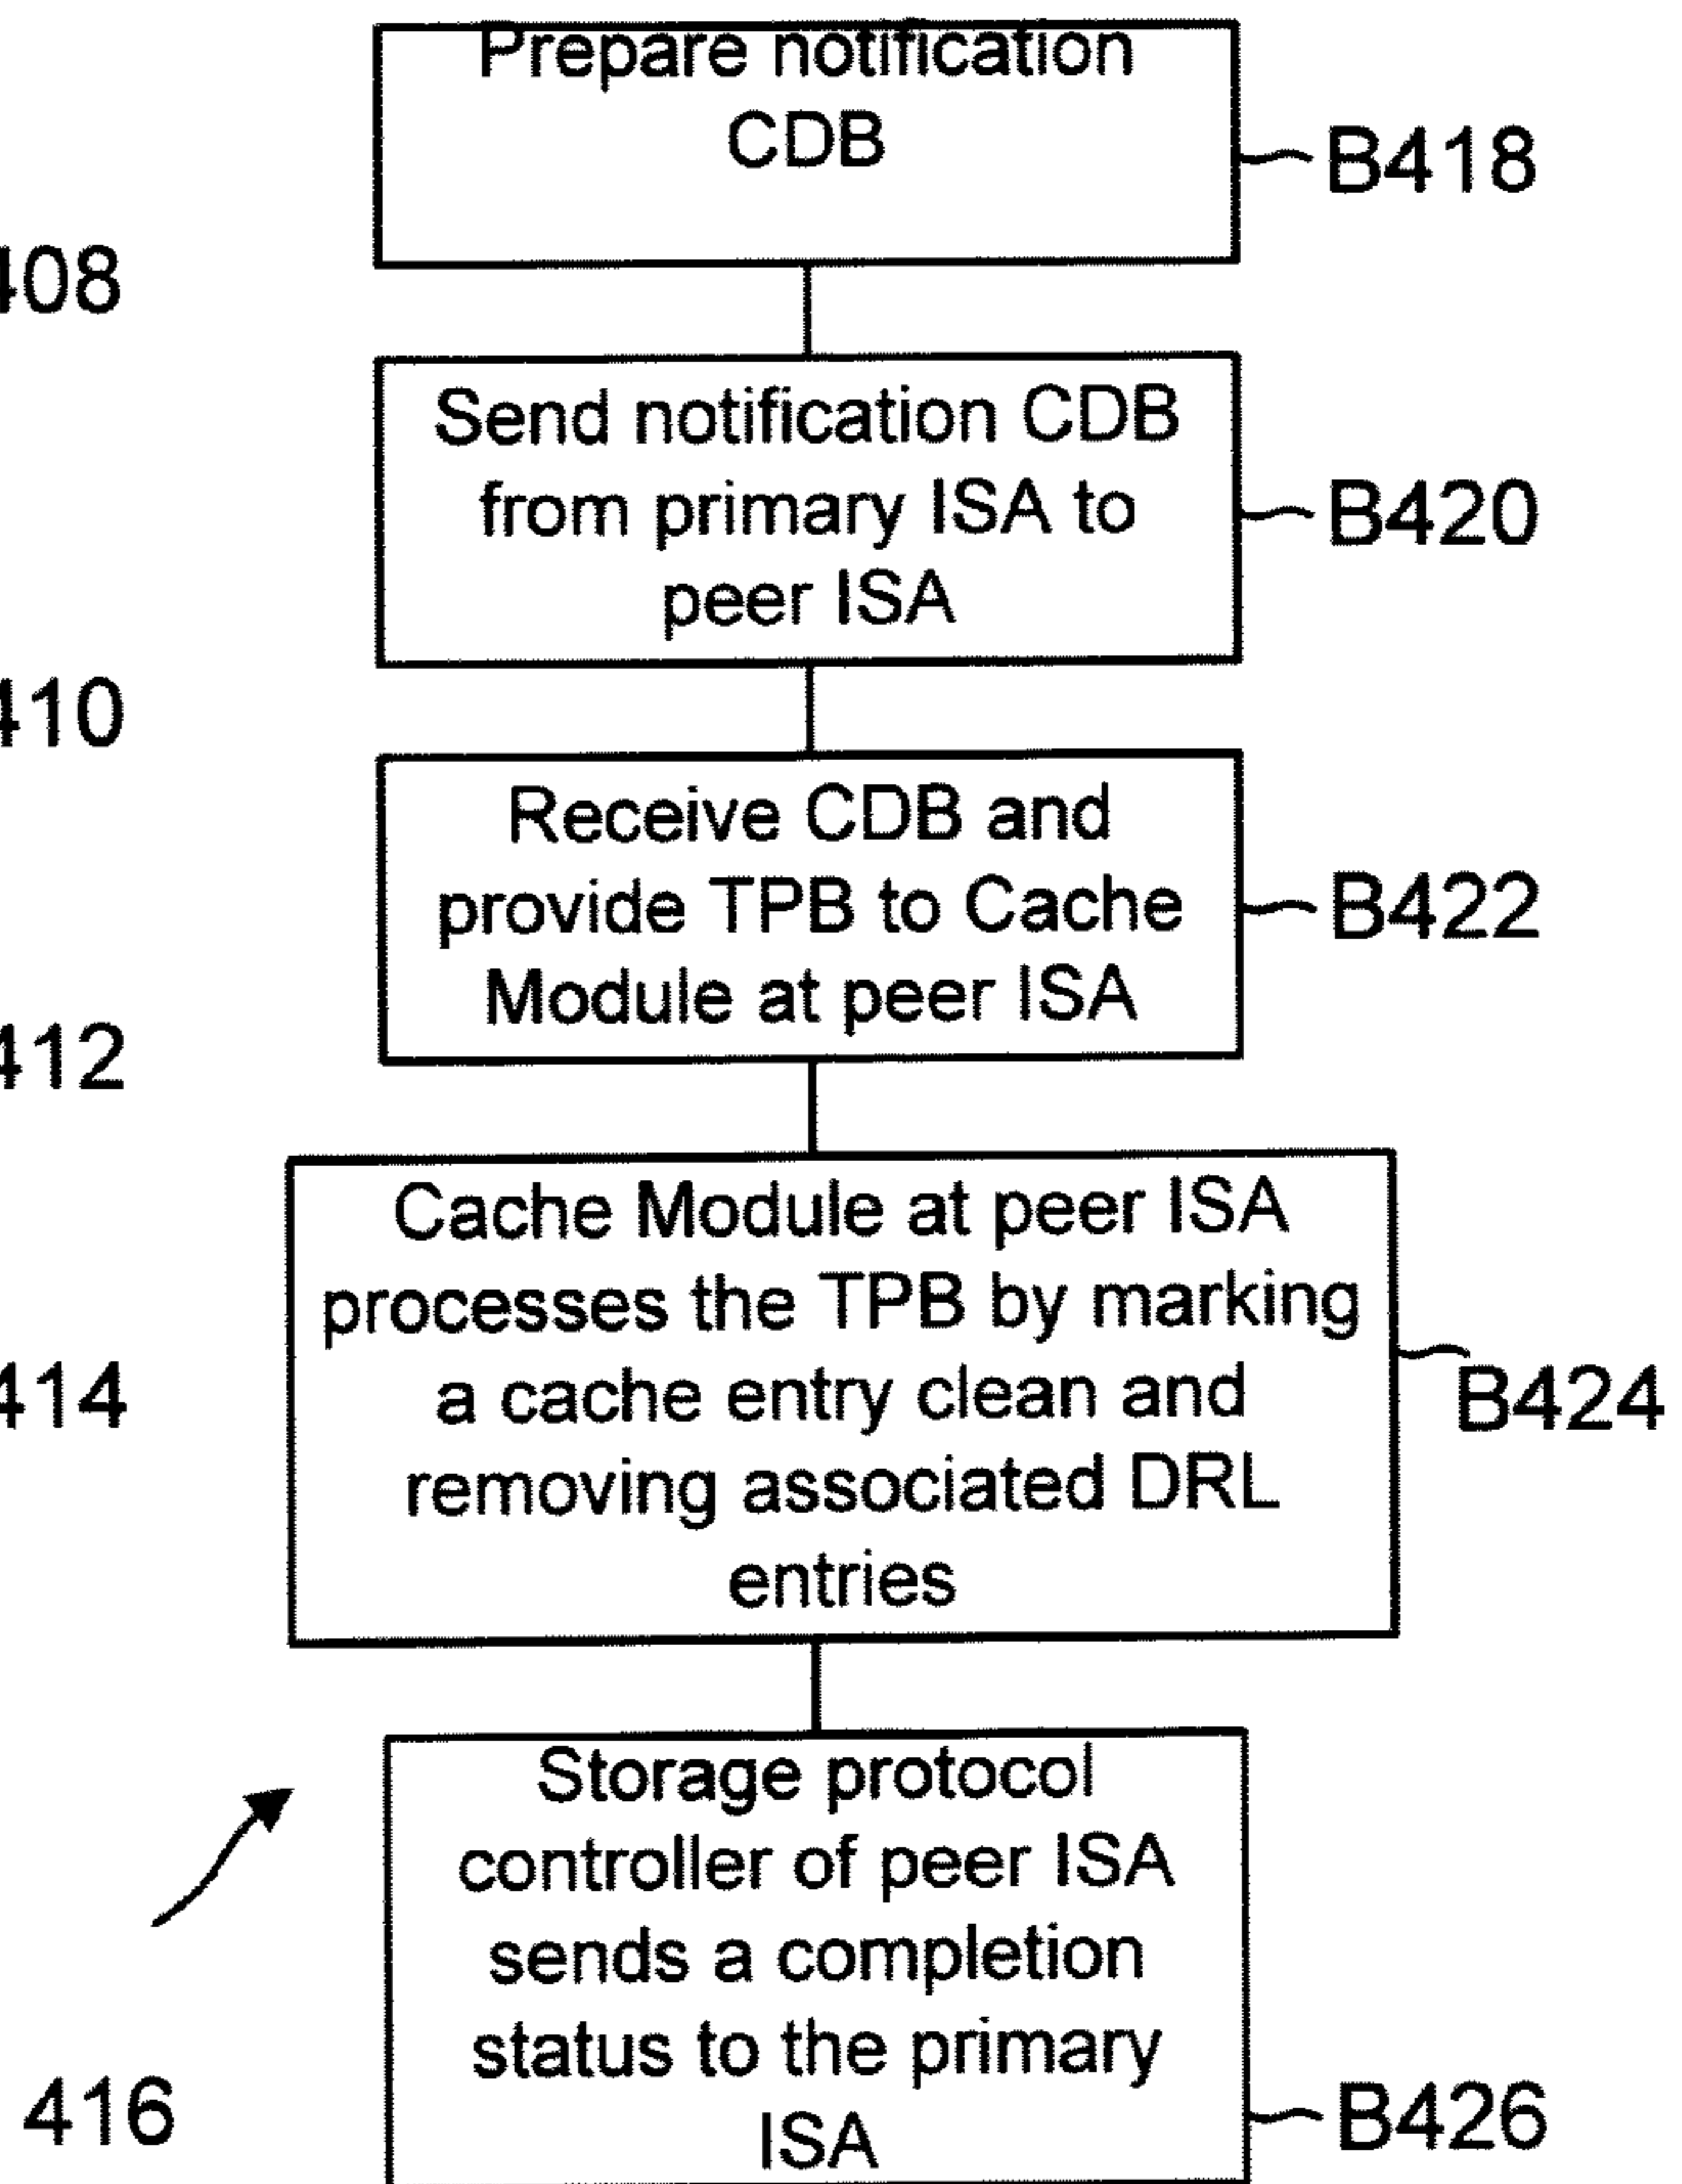 Prepare notification
CDB
B418
408
Send notification CDB
from primary ISA to
peer ISA
B420
410
Receive CDB and
provide TPB to Cache
Module at peer ISA
B422
412
Cache Module at peer ISA
processes the TPB by marking
a cache entry clean and
removing associated DRL
entries
B424
414
Storage protocol
controller of peer ISA
sends a completion
status to the primary
ISA
B426
416